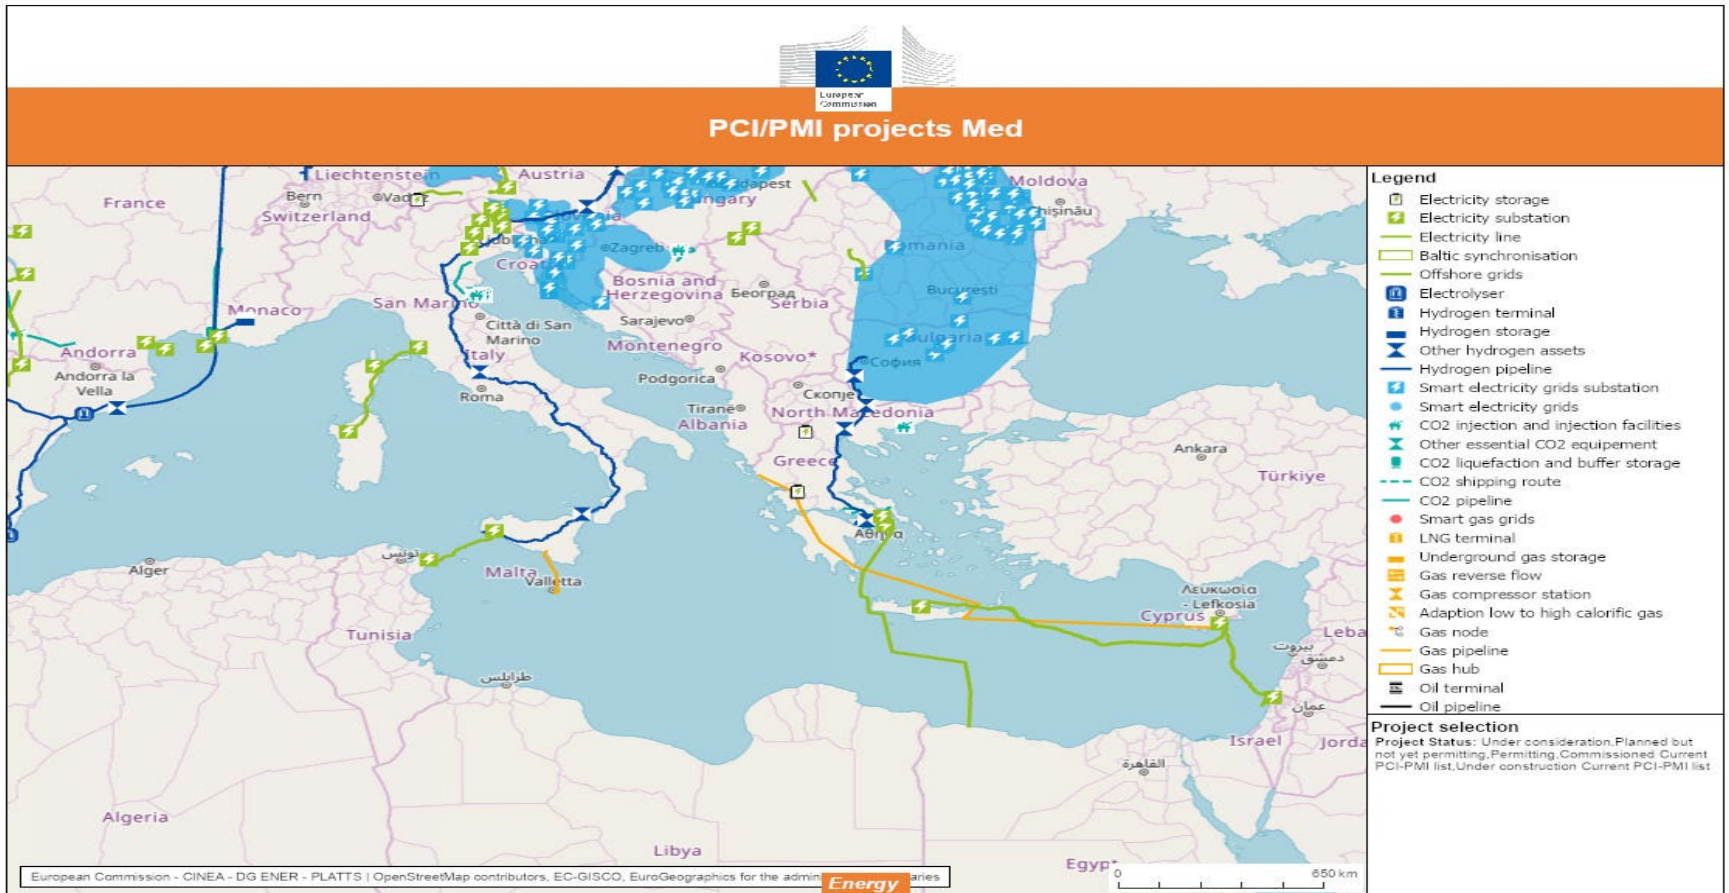 European
Commission
PCI/PMI projects Med
Liechtenstein
Austria
Moldova
France
Bern
Budapest
Switzerland
Chișinău
Zagreb
Monaco
Bosnia and
Herzegovina
Београд
București
San Marino
Serbia
Città di San
Marino
Sarajevo
Andorra
Italy
Montenegro
Kosovo*
Bulgaria
София
Andorra la
Vella
Podgorica
Roma
Скопје
Tiranë
North Macedonia
Albania
Ankara
Greece
Türkiye
Αθήνα
تونس
Alger
Malta
Valletta
Λευκωσία
- Lefkosia
Cyprus
Tunisia
Leba
بيروت
دمشق
طرابلس
عمان
Israel
Jorda
القاهرة
Algeria
Libya
Egypt
0
650 km
European Commission - CINEA - DG ENER - PLATTS | OpenStreetMap contributors, EC-GISCO, EuroGeographics for the admin
aries
Energy
Legend
Electricity storage
Electricity substation
Electricity line
Baltic synchronisation
Offshore grids
Electrolyser
Hydrogen terminal
Hydrogen storage
Other hydrogen assets
Hydrogen pipeline
Smart electricity grids substation
Smart electricity grids
CO2 injection and injection facilities
Other essential CO2 equipement
CO2 liquefaction and buffer storage
CO2 shipping route
CO2 pipeline
Smart gas grids
LNG terminal
Underground gas storage
Gas reverse flow
Gas compressor station
Adaption low to high calorific gas
Gas node
Gas pipeline
Gas hub
Oil terminal
Oil pipeline
Project selection
Project Status: Under consideration,Planned but
not yet permitting,Permitting,Commissioned Current
PCI-PMI list,Under construction Current PCI-PMI list